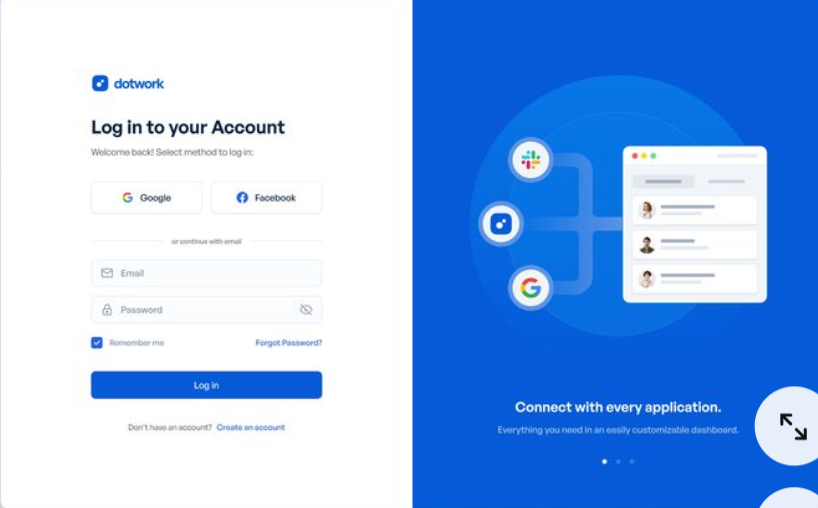 dotwork
Log in to your Account
Welcome back! Select method to log in:
Google
Facebook
or continue with email
Email
Password
Remember me
Forgot Password?
Log in
Don't have an account? Create an account
Connect with every application.
Everything you need in an easily customizable dashboard.